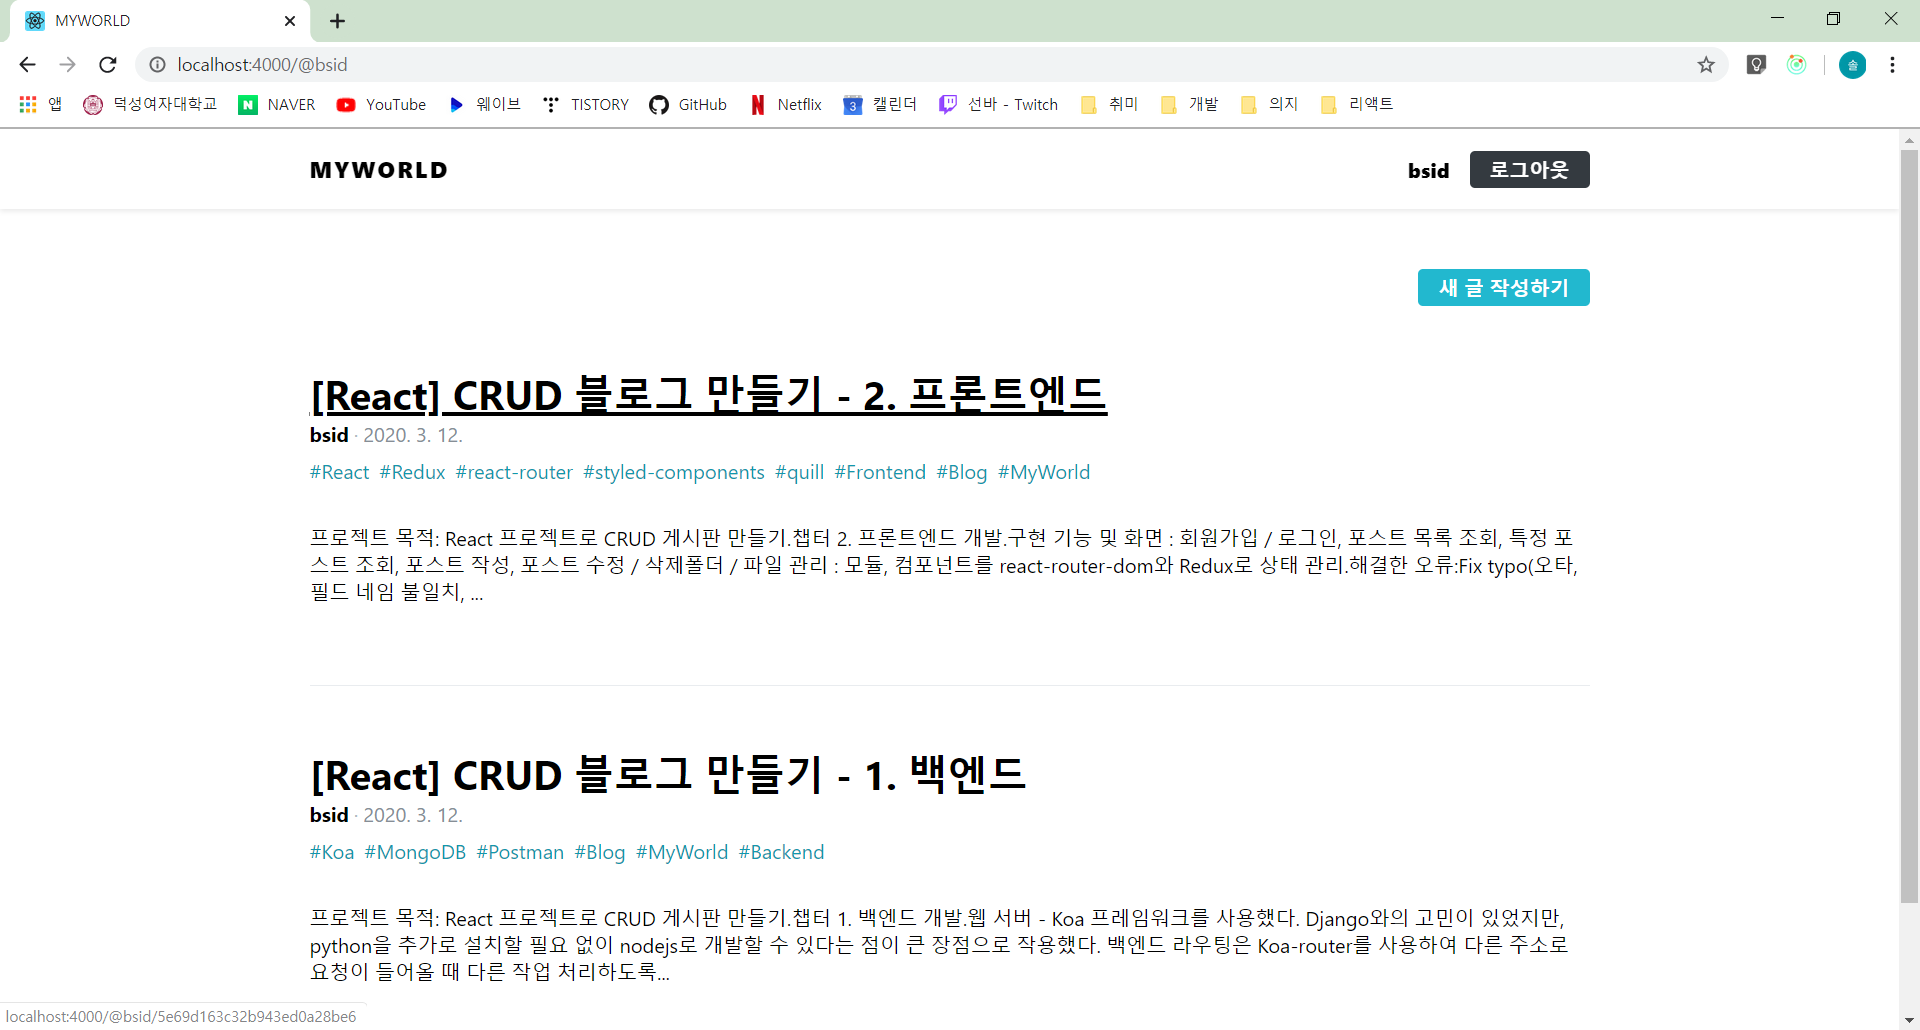 MYWORLD
localhost:4000/@bsid
솔
앱 덕성여자대학교 NAVER YouTube 웨이브 TISTORY GitHub Netflix 3 캘린더 선바 - Twitch 취미 개발 의지 리액트
MYWORLD
bsid 로그아웃
새 글 작성하기
[React] CRUD 블로그 만들기 - 2. 프론트엔드
bsid · 2020. 3. 12.
#React #Redux #react-router #styled-components #quill #Frontend #Blog #MyWorld
프로젝트 목적: React 프로젝트로 CRUD 게시판 만들기.챕터 2. 프론트엔드 개발.구현 기능 및 화면 : 회원가입 / 로그인, 포스트 목록 조회, 특정 포
스트 조회, 포스트 작성, 포스트 수정 / 삭제폴더 / 파일 관리 : 모듈, 컴포넌트를 react-router-dom와 Redux로 상태 관리.해결한 오류:Fix typo(오타,
필드 네임 불일치, ...
[React] CRUD 블로그 만들기 - 1. 백엔드
bsid · 2020. 3. 12.
#Koa #MongoDB #Postman #Blog #MyWorld #Backend
프로젝트 목적: React 프로젝트로 CRUD 게시판 만들기.챕터 1. 백엔드 개발.웹 서버 - Koa 프레임워크를 사용했다. Django와의 고민이 있었지만,
python을 추가로 설치할 필요 없이 nodejs로 개발할 수 있다는 점이 큰 장점으로 작용했다. 백엔드 라우팅은 Koa-router를 사용하여 다른 주소로
요청이 들어올 때 다른 작업 처리하도록...
localhost:4000/@bsid/5e69d163c32b943ed0a28be6